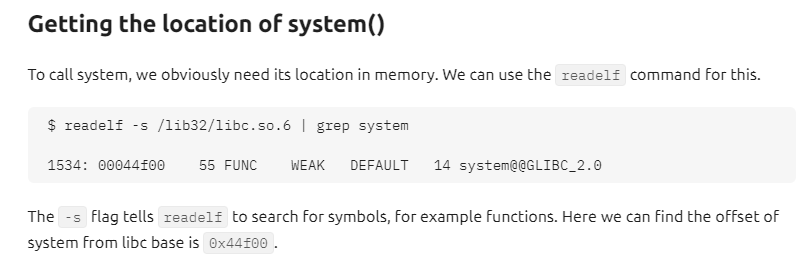 Getting the location of system()
To call system, we obviously need its location in memory. We can use the readelf command for this.
$ readelf -s /lib32/libc.so.6 | grep system
1534: 00044f00    55 FUNC    WEAK   DEFAULT   14 system@@GLIBC_2.0
The -s flag tells readelf to search for symbols, for example functions. Here we can find the offset of
system from libc base is 0x44f00.